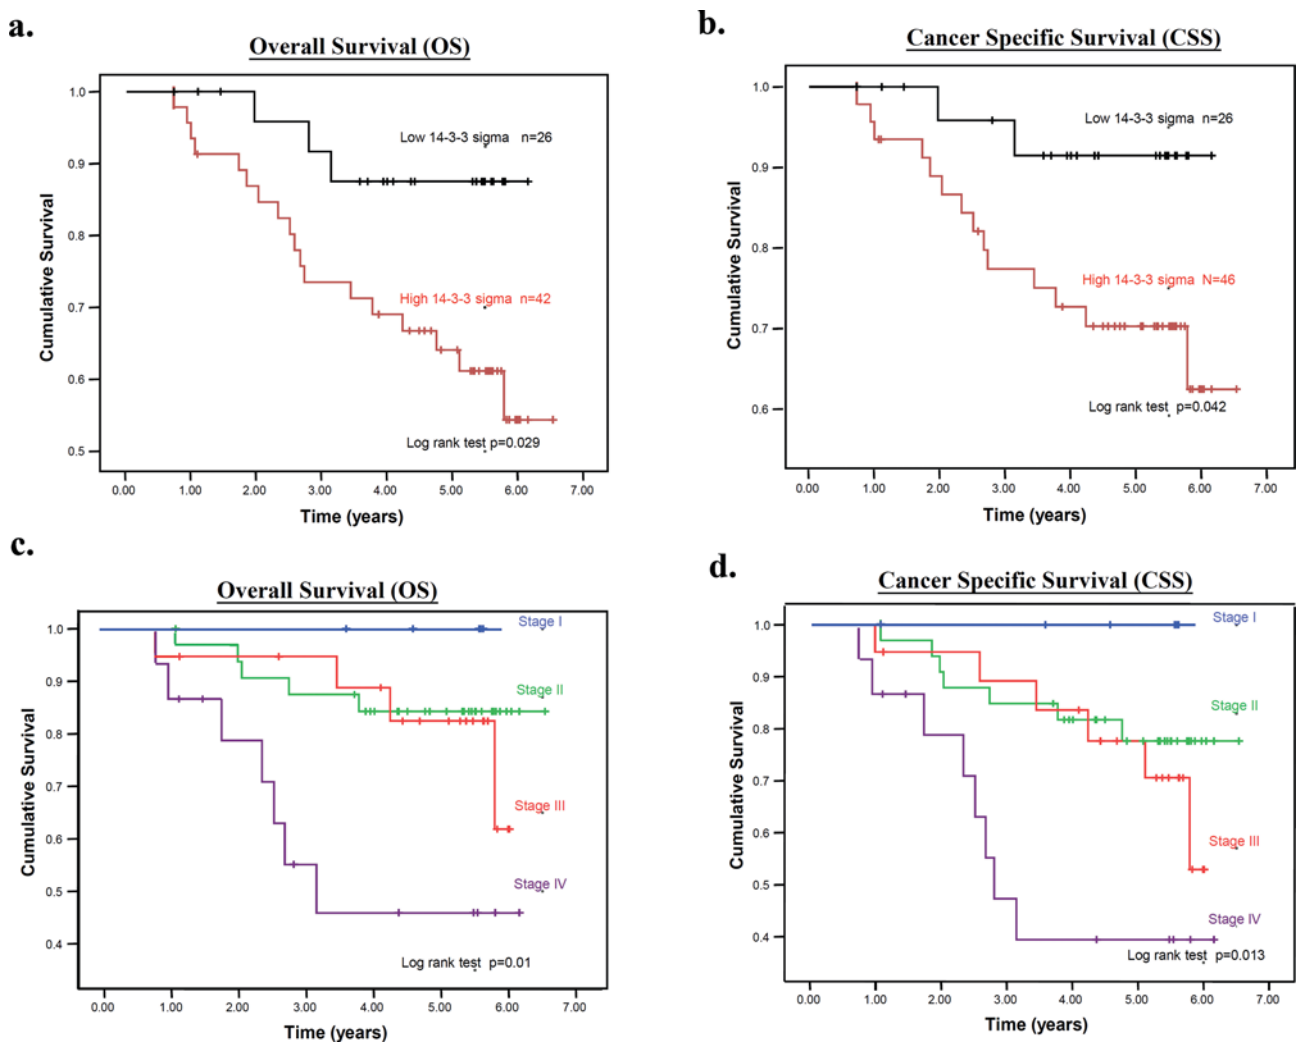 a.
Overall Survival (OS)
1.0
0.9
0.8
0.7
0.6
0.5
Cumulative Survival
Low 14-3-3 sigma n=26
High 14-3-3 sigma n=42
Log rank test p=0.029
0.00 1.00 2.00 3.00 4.00 5.00 6.00 7.00
Time (years)
b.
Cancer Specific Survival (CSS)
1.0
0.9
0.8
0.7
0.6
Cumulative Survival
Low 14-3-3 sigma n=26
High 14-3-3 sigma N=46
Log rank test p=0.042
0.00 1.00 2.00 3.00 4.00 5.00 6.00 7.00
Time (years)
c.
Overall Survival (OS)
1.0
0.9
0.8
0.7
0.6
0.5
0.4
Cumulative Survival
Stage I
Stage II
Stage III
Stage IV
Log rank test p=0.01
0.00 1.00 2.00 3.00 4.00 5.00 6.00 7.00
Time (years)
d.
Cancer Specific Survival (CSS)
1.0
0.9
0.8
0.7
0.6
0.5
0.4
Cumulative Survival
Stage I
Stage II
Stage III
Stage IV
Log rank test p=0.013
0.00 1.00 2.00 3.00 4.00 5.00 6.00 7.00
Time (years)